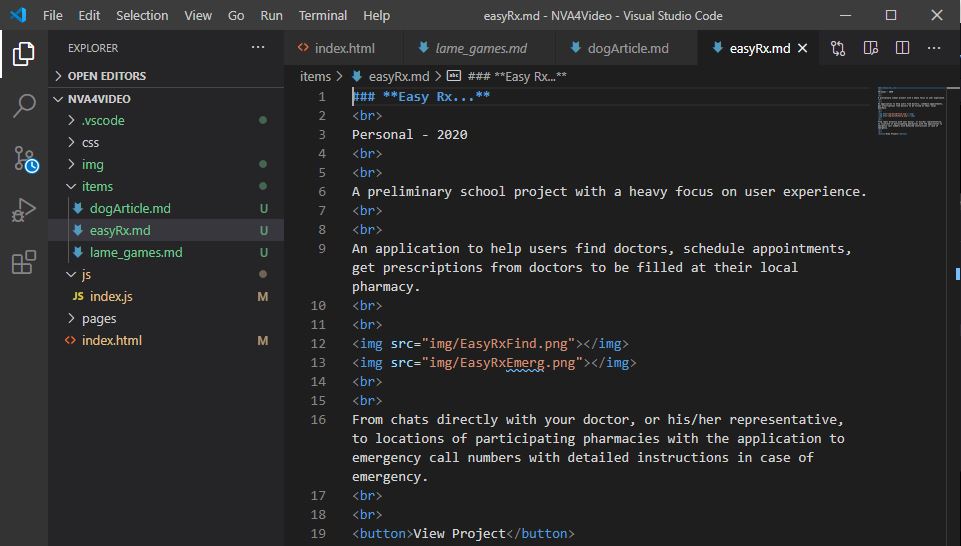 File Edit Selection View Go Run Terminal Help easyRx.md - NVA4Video - Visual Studio Code
EXPLORER
index.html lame_games.md dogArticle.md easyRx.md
OPEN EDITORS
items > easyRx.md > abc ### **Easy Rx...**
NVA4VIDEO
.vscode
css
img
items
dogArticle.md U
easyRx.md U
lame_games.md U
js
JS index.js M
pages
index.html M
1 ### **Easy Rx...**
2 <br>
3 Personal - 2020
4 <br>
5 <br>
6 A preliminary school project with a heavy focus on user experience.
7 <br>
8 <br>
9 An application to help users find doctors, schedule appointments,
get prescriptions from doctors to be filled at their local
pharmacy.
10 <br>
11 <br>
12 <img src="img/EasyRxFind.png"></img>
13 <img src="img/EasyRxEmerg.png"></img>
14 <br>
15 <br>
16 From chats directly with your doctor, or his/her representative,
to locations of participating pharmacies with the application to
emergency call numbers with detailed instructions in case of
emergency.
17 <br>
18 <br>
19 <button>View Project</button>